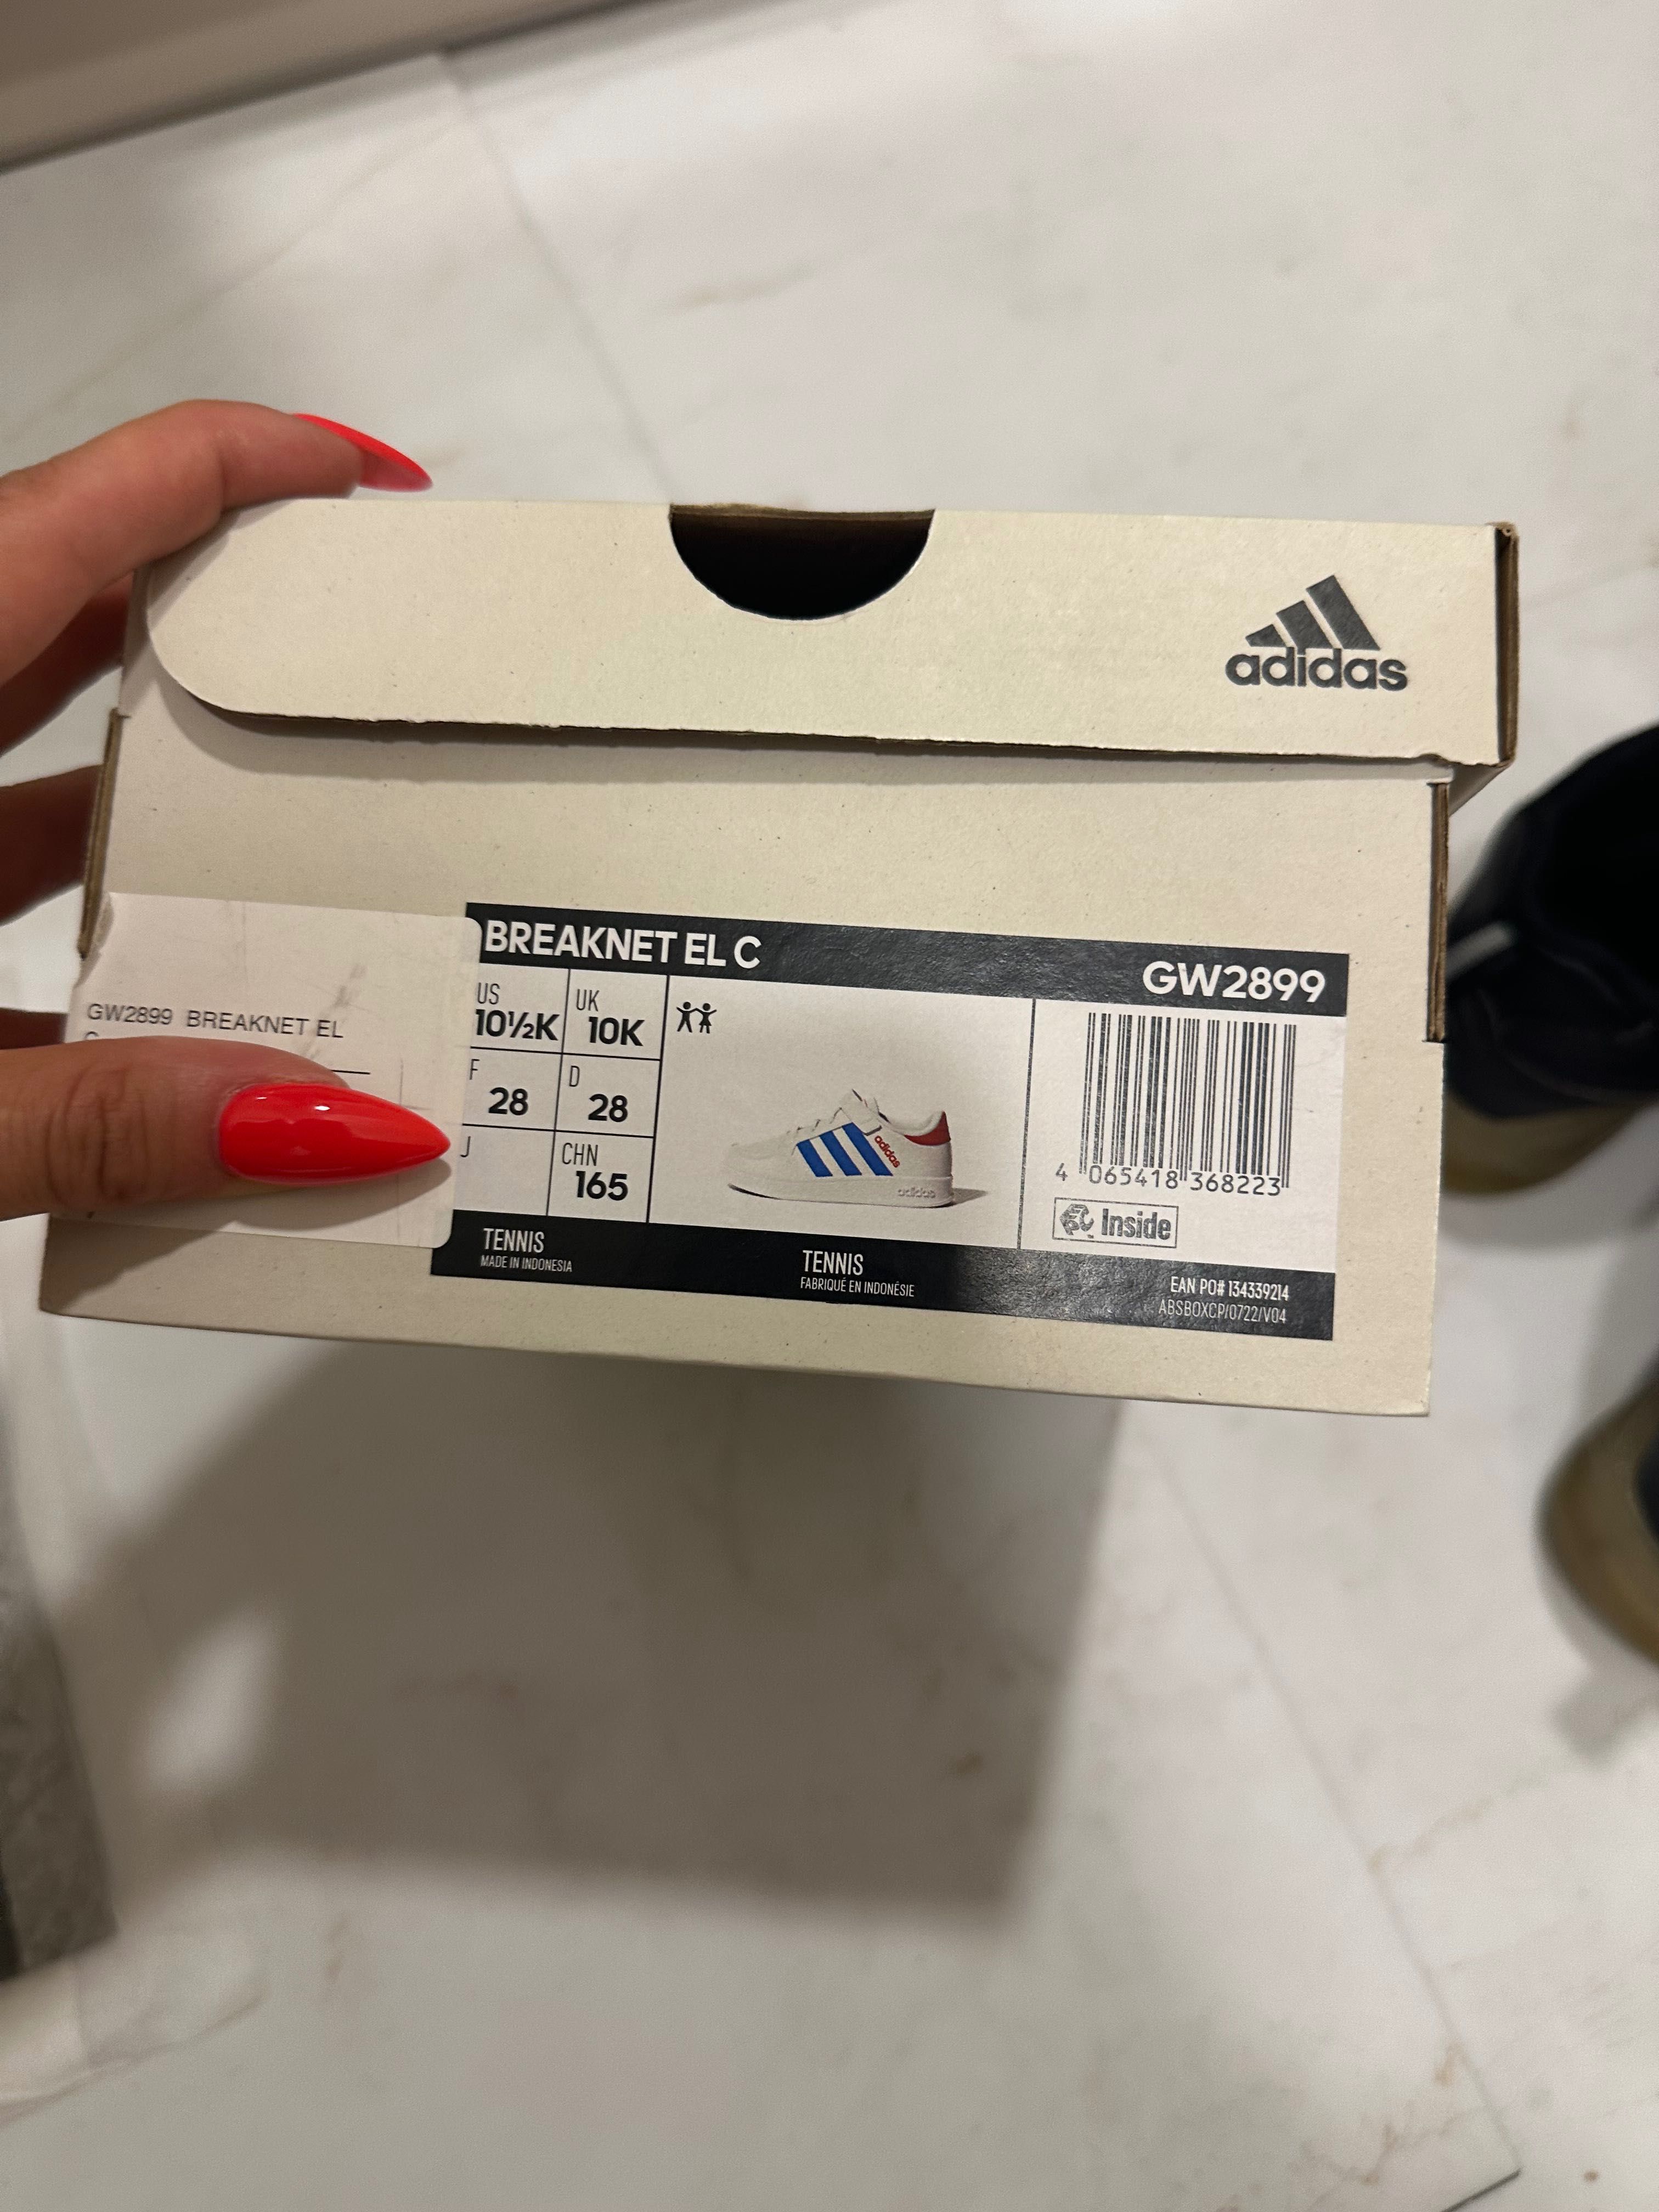 adidas
BREAKNET EL C
GW2899
GW2899 BREAKNET EL
US
10½K
UK
10K
F
28
D
28
J
CHN
165
adidas
adidas
4 065418 368223
Inside
TENNIS
MADE IN INDONESIA
TENNIS
FABRIQUÉ EN INDONÉSIE
EAN PO# 134339214
ABSBOXCP/0722/V04